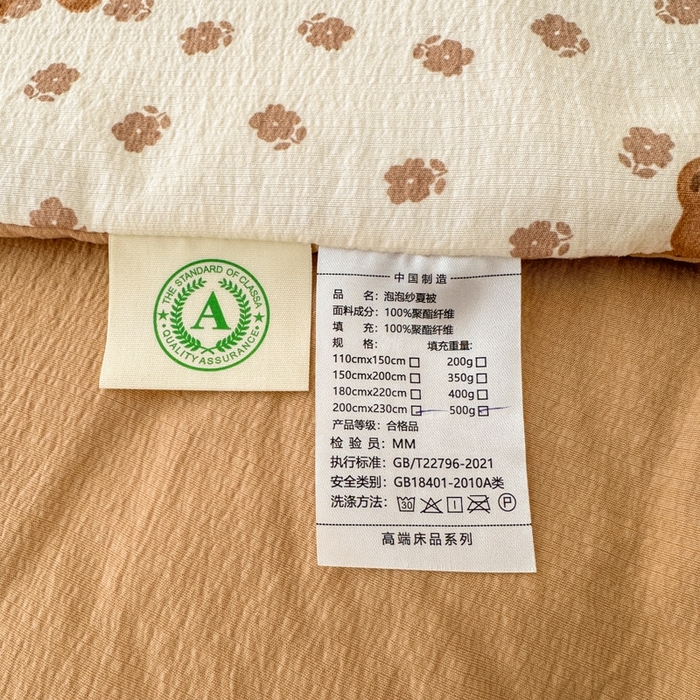 THE STANDARD OF CLASSA
A
QUALITY ASSURANCE
中国制造
品 名：泡泡纱夏被
面料成分：100%聚酯纤维
填 充：100%聚酯纤维
规 格： 填充重量：
110cmx150cm□ 200g□
150cmx200cm□ 350g□
180cmx220cm□ 400g□
200cmx230cm□ 500g□
产品等级：合格品
检 验 员：MM
执行标准：GB/T22796-2021
安全类别：GB18401-2010A类
洗涤方法：30 P
高端床品系列